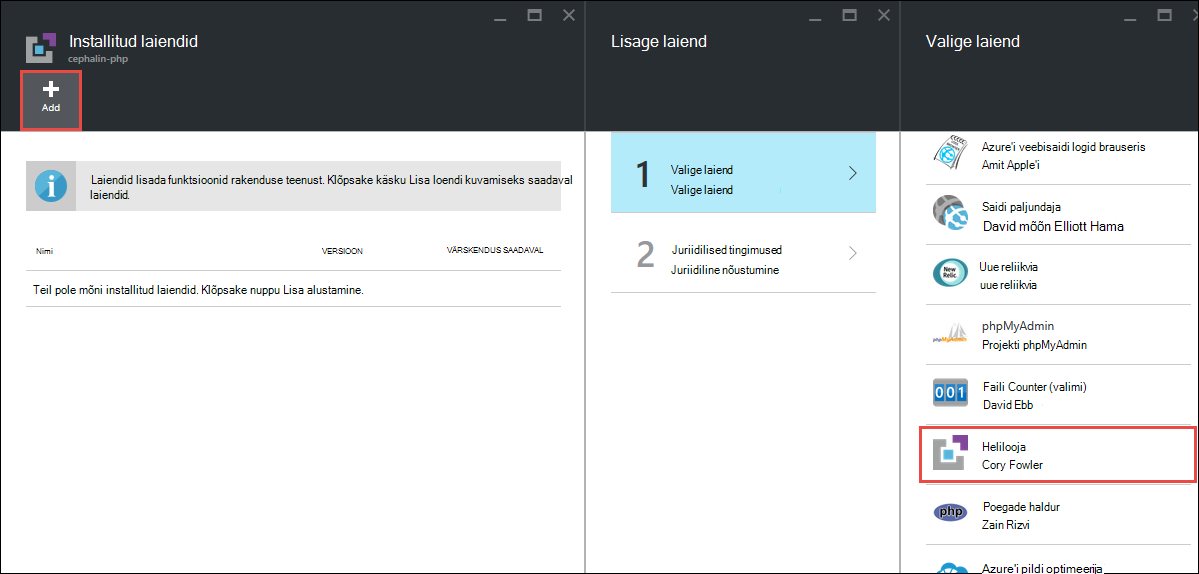 Installitud laiendid
cephalin-php
Add
Laiendid lisada funktsioonid rakenduse teenust. Klõpsake käsku Lisa loendi kuvamiseks saadaval
laiendid.
Nimi VERSIOON VÄRSKENDUS SAADAVAL
Teil pole mõni installitud laiendid. Klõpsake nuppu Lisa alustamine.
Lisage laiend
1
Valige laiend
Valige laiend
2
Juriidilised tingimused
Juriidiline nõustumine
Valige laiend
Azure'i veebisaidi logid brauseris
Amit Apple'i
Saidi paljundaja
David mõõn Elliott Hama
New
Relic.
Uue reliikvia
uue reliikvia
phpMyAdmin
phpMyAdmin
Projekti phpMyAdmin
001
Faili Counter (valimi)
David Ebb
Helilooja
Cory Fowler
php
Poegade haldur
Zain Rizvi
Azure'i pildi optimeerija